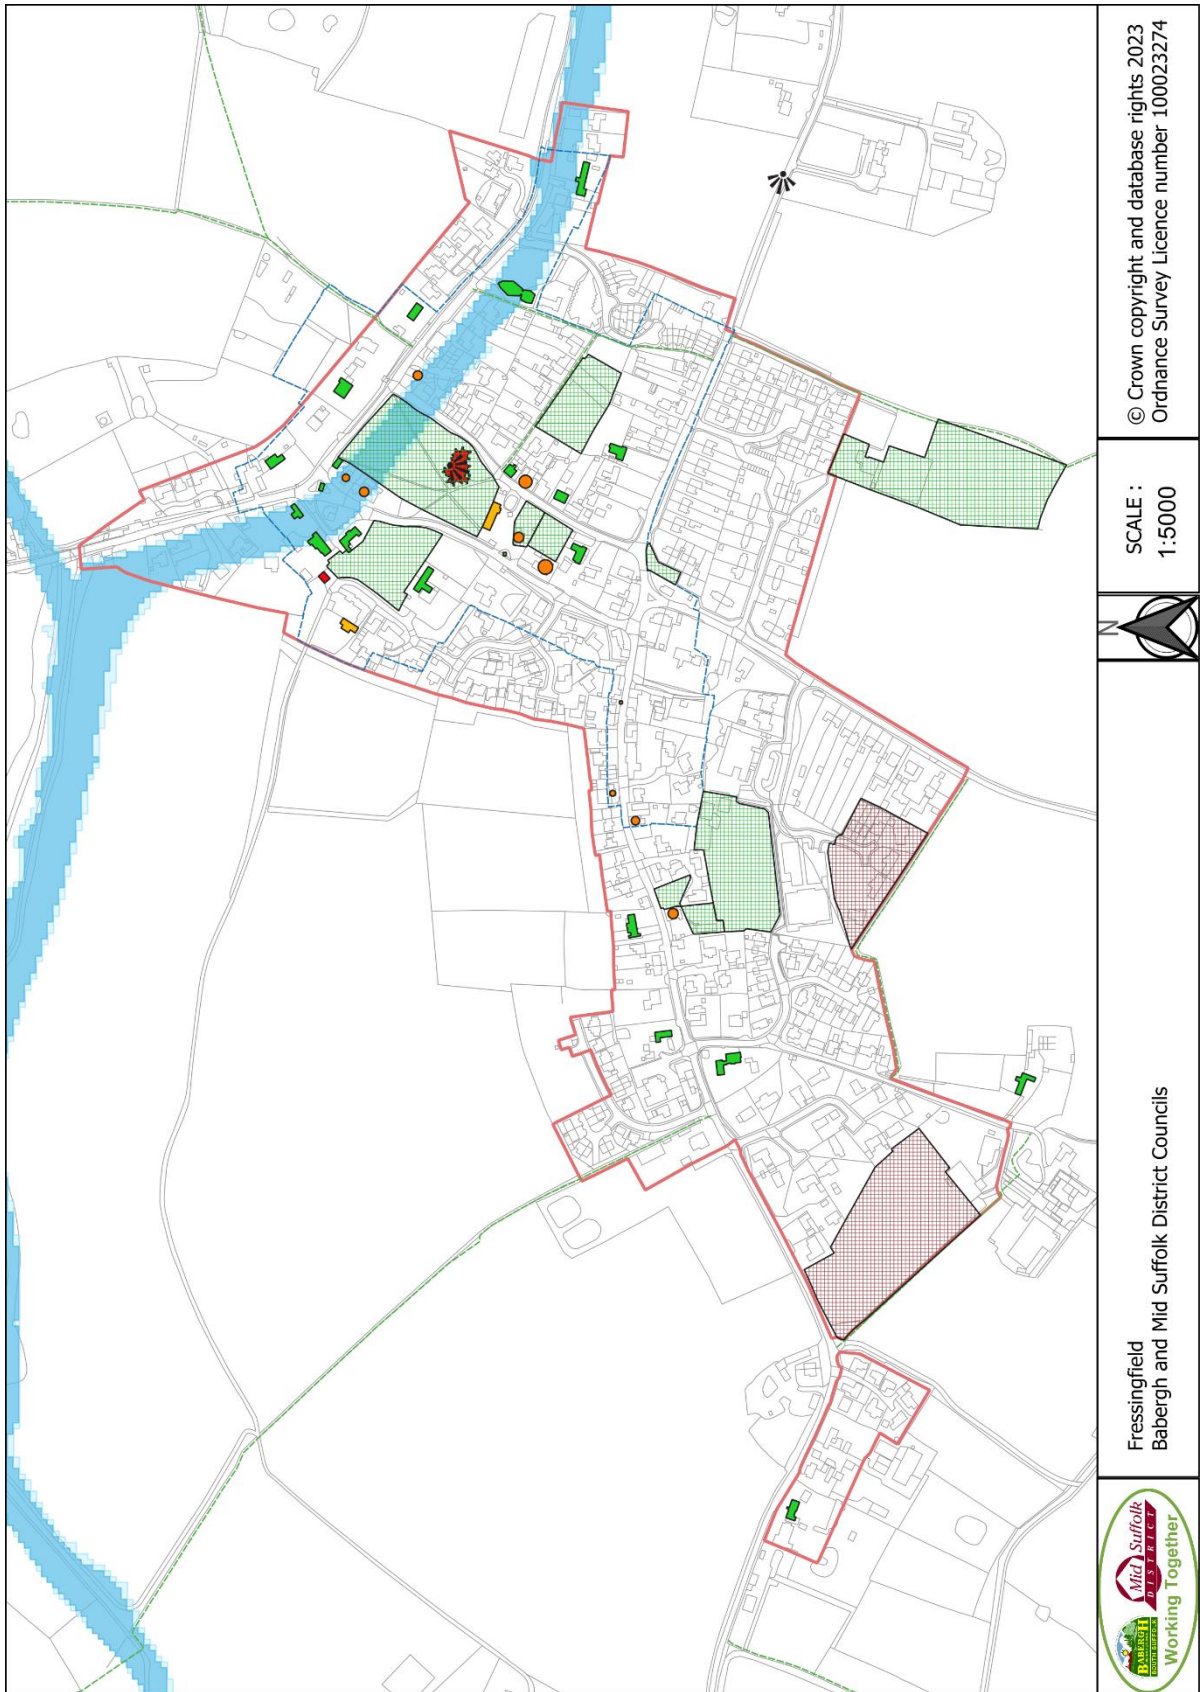 BABERGH
SOUTH SUFFOLK
Mid Suffolk
DISTRICT
Working Together
Fressingfield
Babergh and Mid Suffolk District Councils
N
SCALE :
1:5000
© Crown copyright and database rights 2023
Ordnance Survey Licence number 100023274